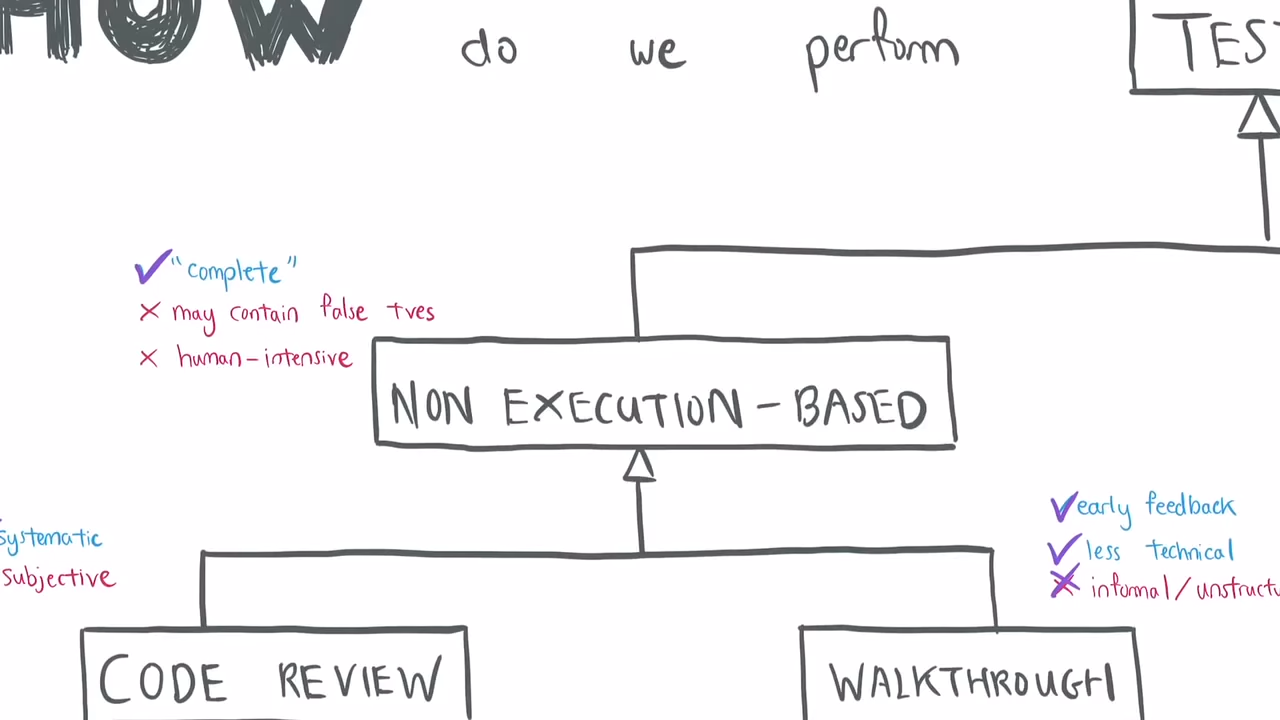 HOW do we perform
TEST
"complete"
may contain false +ves
human-intensive
NON EXECUTION-BASED
systematic
subjective
early feedback
less technical
informal/unstructu
CODE REVIEW
WALKTHROUGH